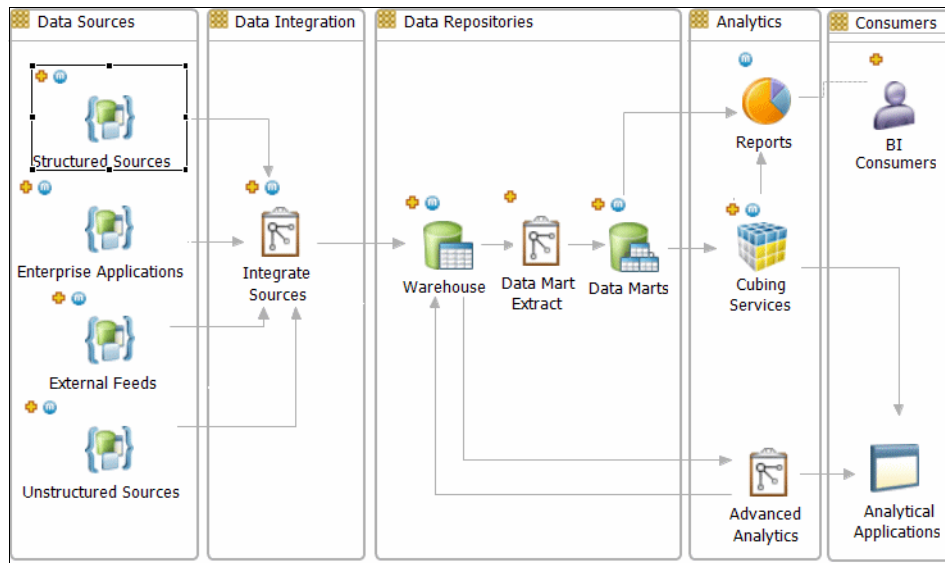 Data Sources
Data Integration
Data Repositories
Analytics
Consumers
Structured Sources
Enterprise Applications
External Feeds
Unstructured Sources
Integrate
Sources
Warehouse
Data Mart
Extract
Data Marts
Reports
Cubing
Services
Advanced
Analytics
BI
Consumers
Analytical
Applications